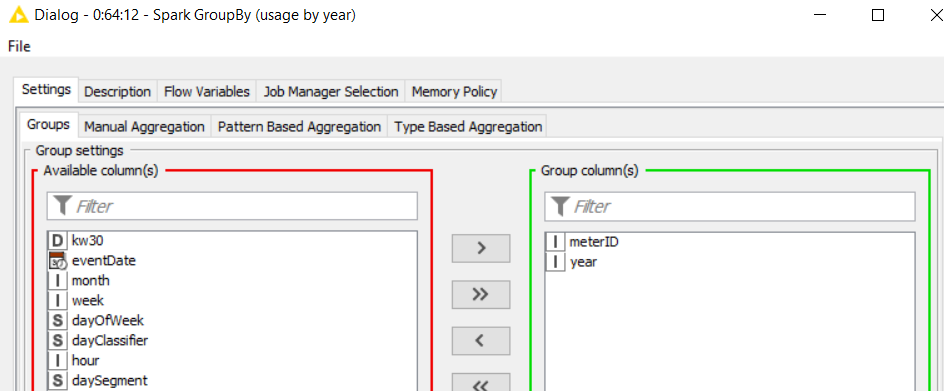 Dialog - 0:64:12 - Spark GroupBy (usage by year)
File
Settings Description Flow Variables Job Manager Selection Memory Policy
Groups Manual Aggregation Pattern Based Aggregation Type Based Aggregation
Group settings
Available column(s) Group column(s)
Filter Filter
D kw30
eventDate
I month
I week
S dayOfWeek
S dayClassifier
I hour
S daySegment
>
>>
<
<<
I meterID
I year